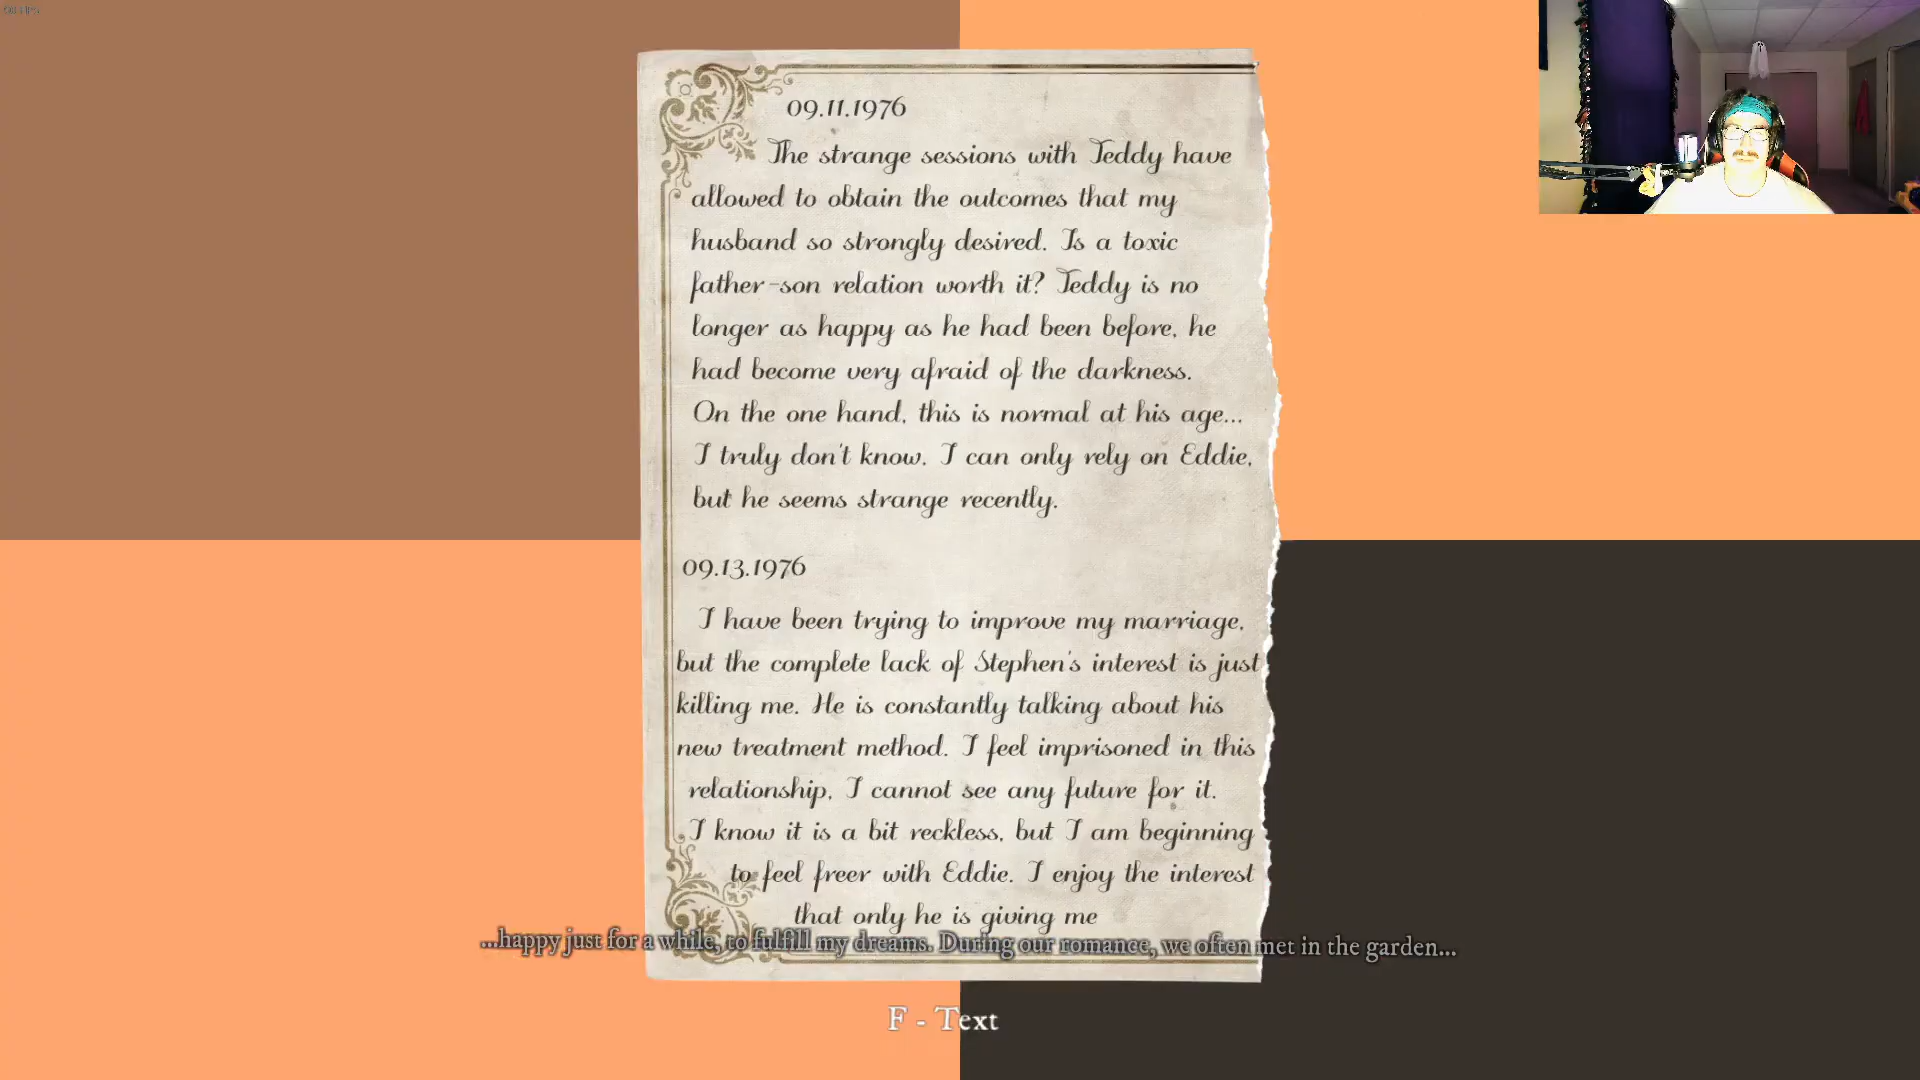 09.11.1976
The strange sessions with Teddy have
allowed to obtain the outcomes that my
husband so strongly desired. Is a toxic
father-son relation worth it? Teddy is no
longer as happy as he had been before, he
had become very afraid of the darkness.
On the one hand, this is normal at his age...
I truly don't know. I can only rely on Eddie,
but he seems strange recently.
09.13.1976
I have been trying to improve my marriage,
but the complete lack of Stephen's interest is just
killing me. He is constantly talking about his
new treatment method. I feel imprisoned in this
relationship, I cannot see any future for it.
I know it is a bit reckless, but I am beginning
to feel freer with Eddie. I enjoy the interest
that only he is giving me
...happy just for a while, to fulfill my dreams. During our romance, we often met in the garden...
F - Text